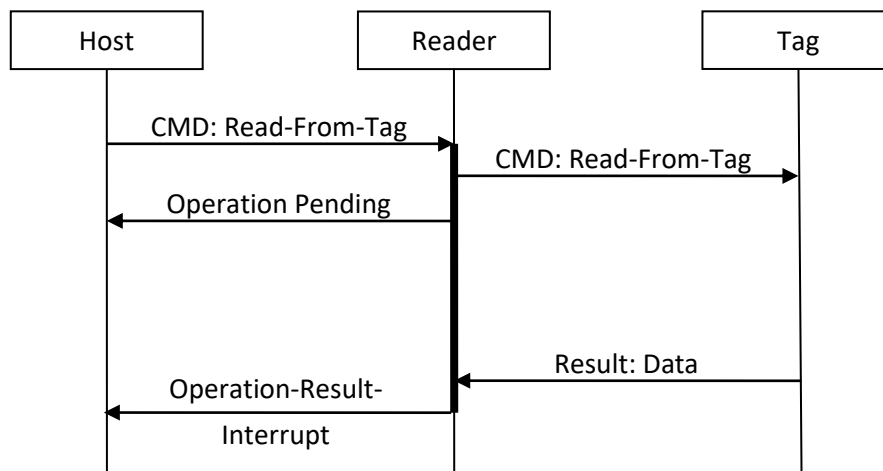 Host
Reader
Tag
CMD: Read-From-Tag
CMD: Read-From-Tag
Operation Pending
Result: Data
Operation-Result-
Interrupt